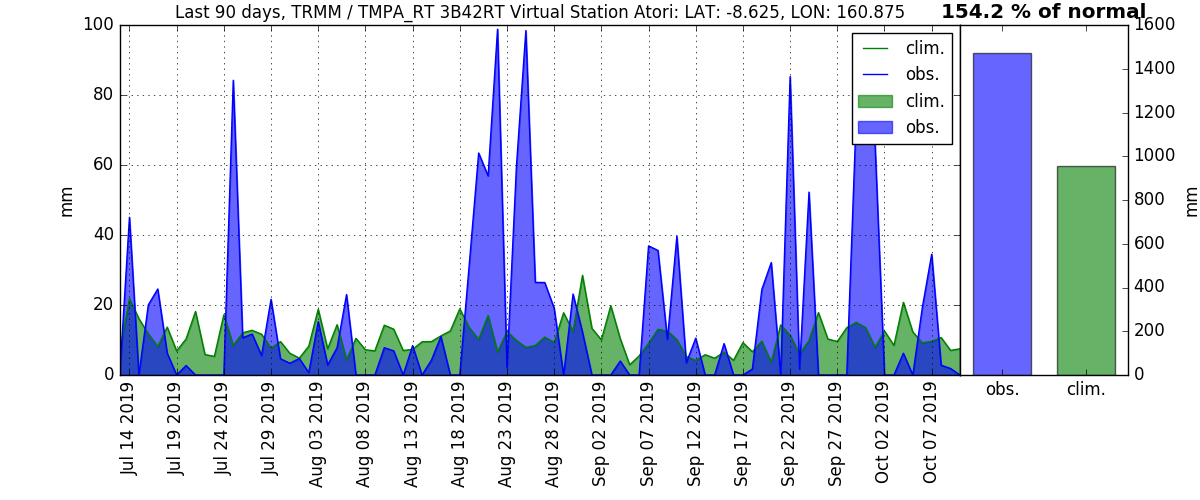 Last 90 days, TRMM / TMPA_RT 3B42RT Virtual Station Atori: LAT: -8.625, LON: 160.875
154.2 % of normal
mm
100
80
60
40
20
0
clim.
obs.
clim.
obs.
Jul 14 2019
Jul 19 2019
Jul 24 2019
Jul 29 2019
Aug 03 2019
Aug 08 2019
Aug 13 2019
Aug 18 2019
Aug 23 2019
Aug 28 2019
Sep 02 2019
Sep 07 2019
Sep 12 2019
Sep 17 2019
Sep 22 2019
Sep 27 2019
Oct 02 2019
Oct 07 2019
1600
1400
1200
1000
800
600
400
200
0
mm
obs.
clim.